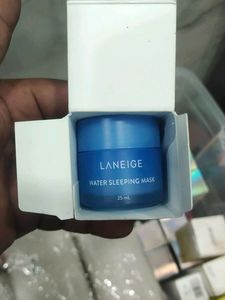 LANEIGE
WATER SLEEPING MASK
25 mL